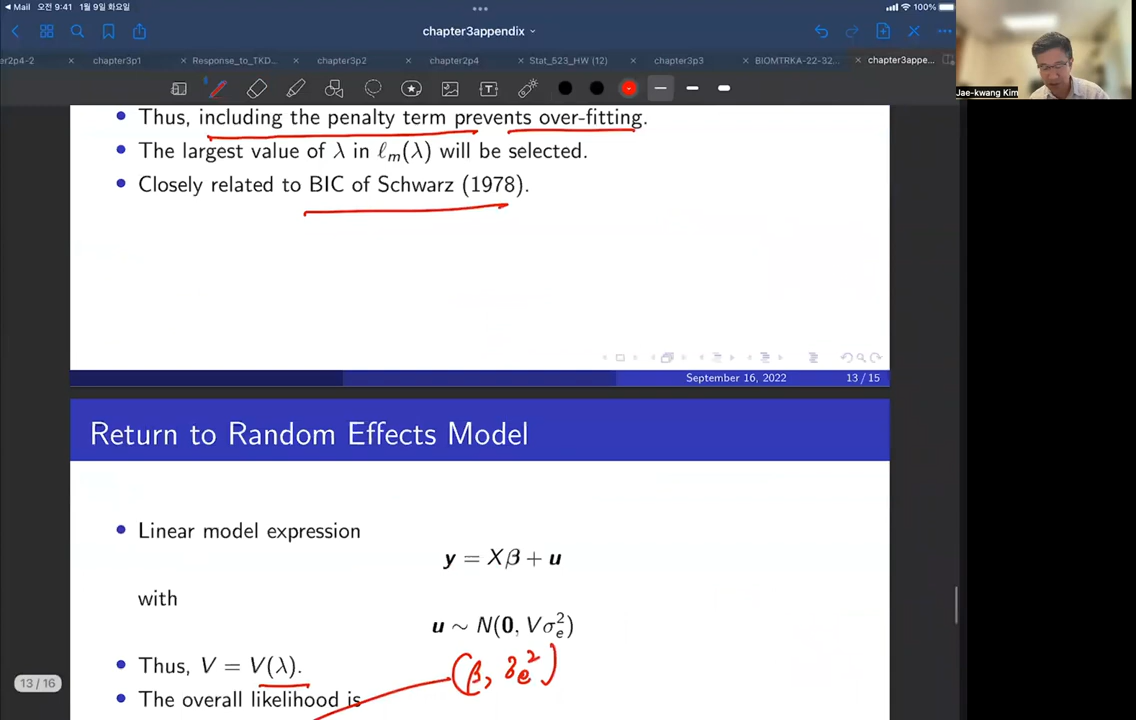 Mail 오전 9:41 1월 9일 화요일
100%
chapter3appendix
er2p4-2 chapter3p1 Response_to_TKD... chapter3p2 chapter2p4 Stat_523_HW (12) chapter3p3 BIOMTRKA-22-32... chapter3appe...
Jae-kwang Kim
• Thus, including the penalty term prevents over-fitting.
• The largest value of λ in ℓm(λ) will be selected.
• Closely related to BIC of Schwarz (1978).
September 16, 2022 13 / 15
Return to Random Effects Model
• Linear model expression
y = Xβ + u
with
u ∼ N(0, Vσ²ₑ)
• Thus, V = V(λ).
(β, σₑ²)
• The overall likelihood is
13 / 16